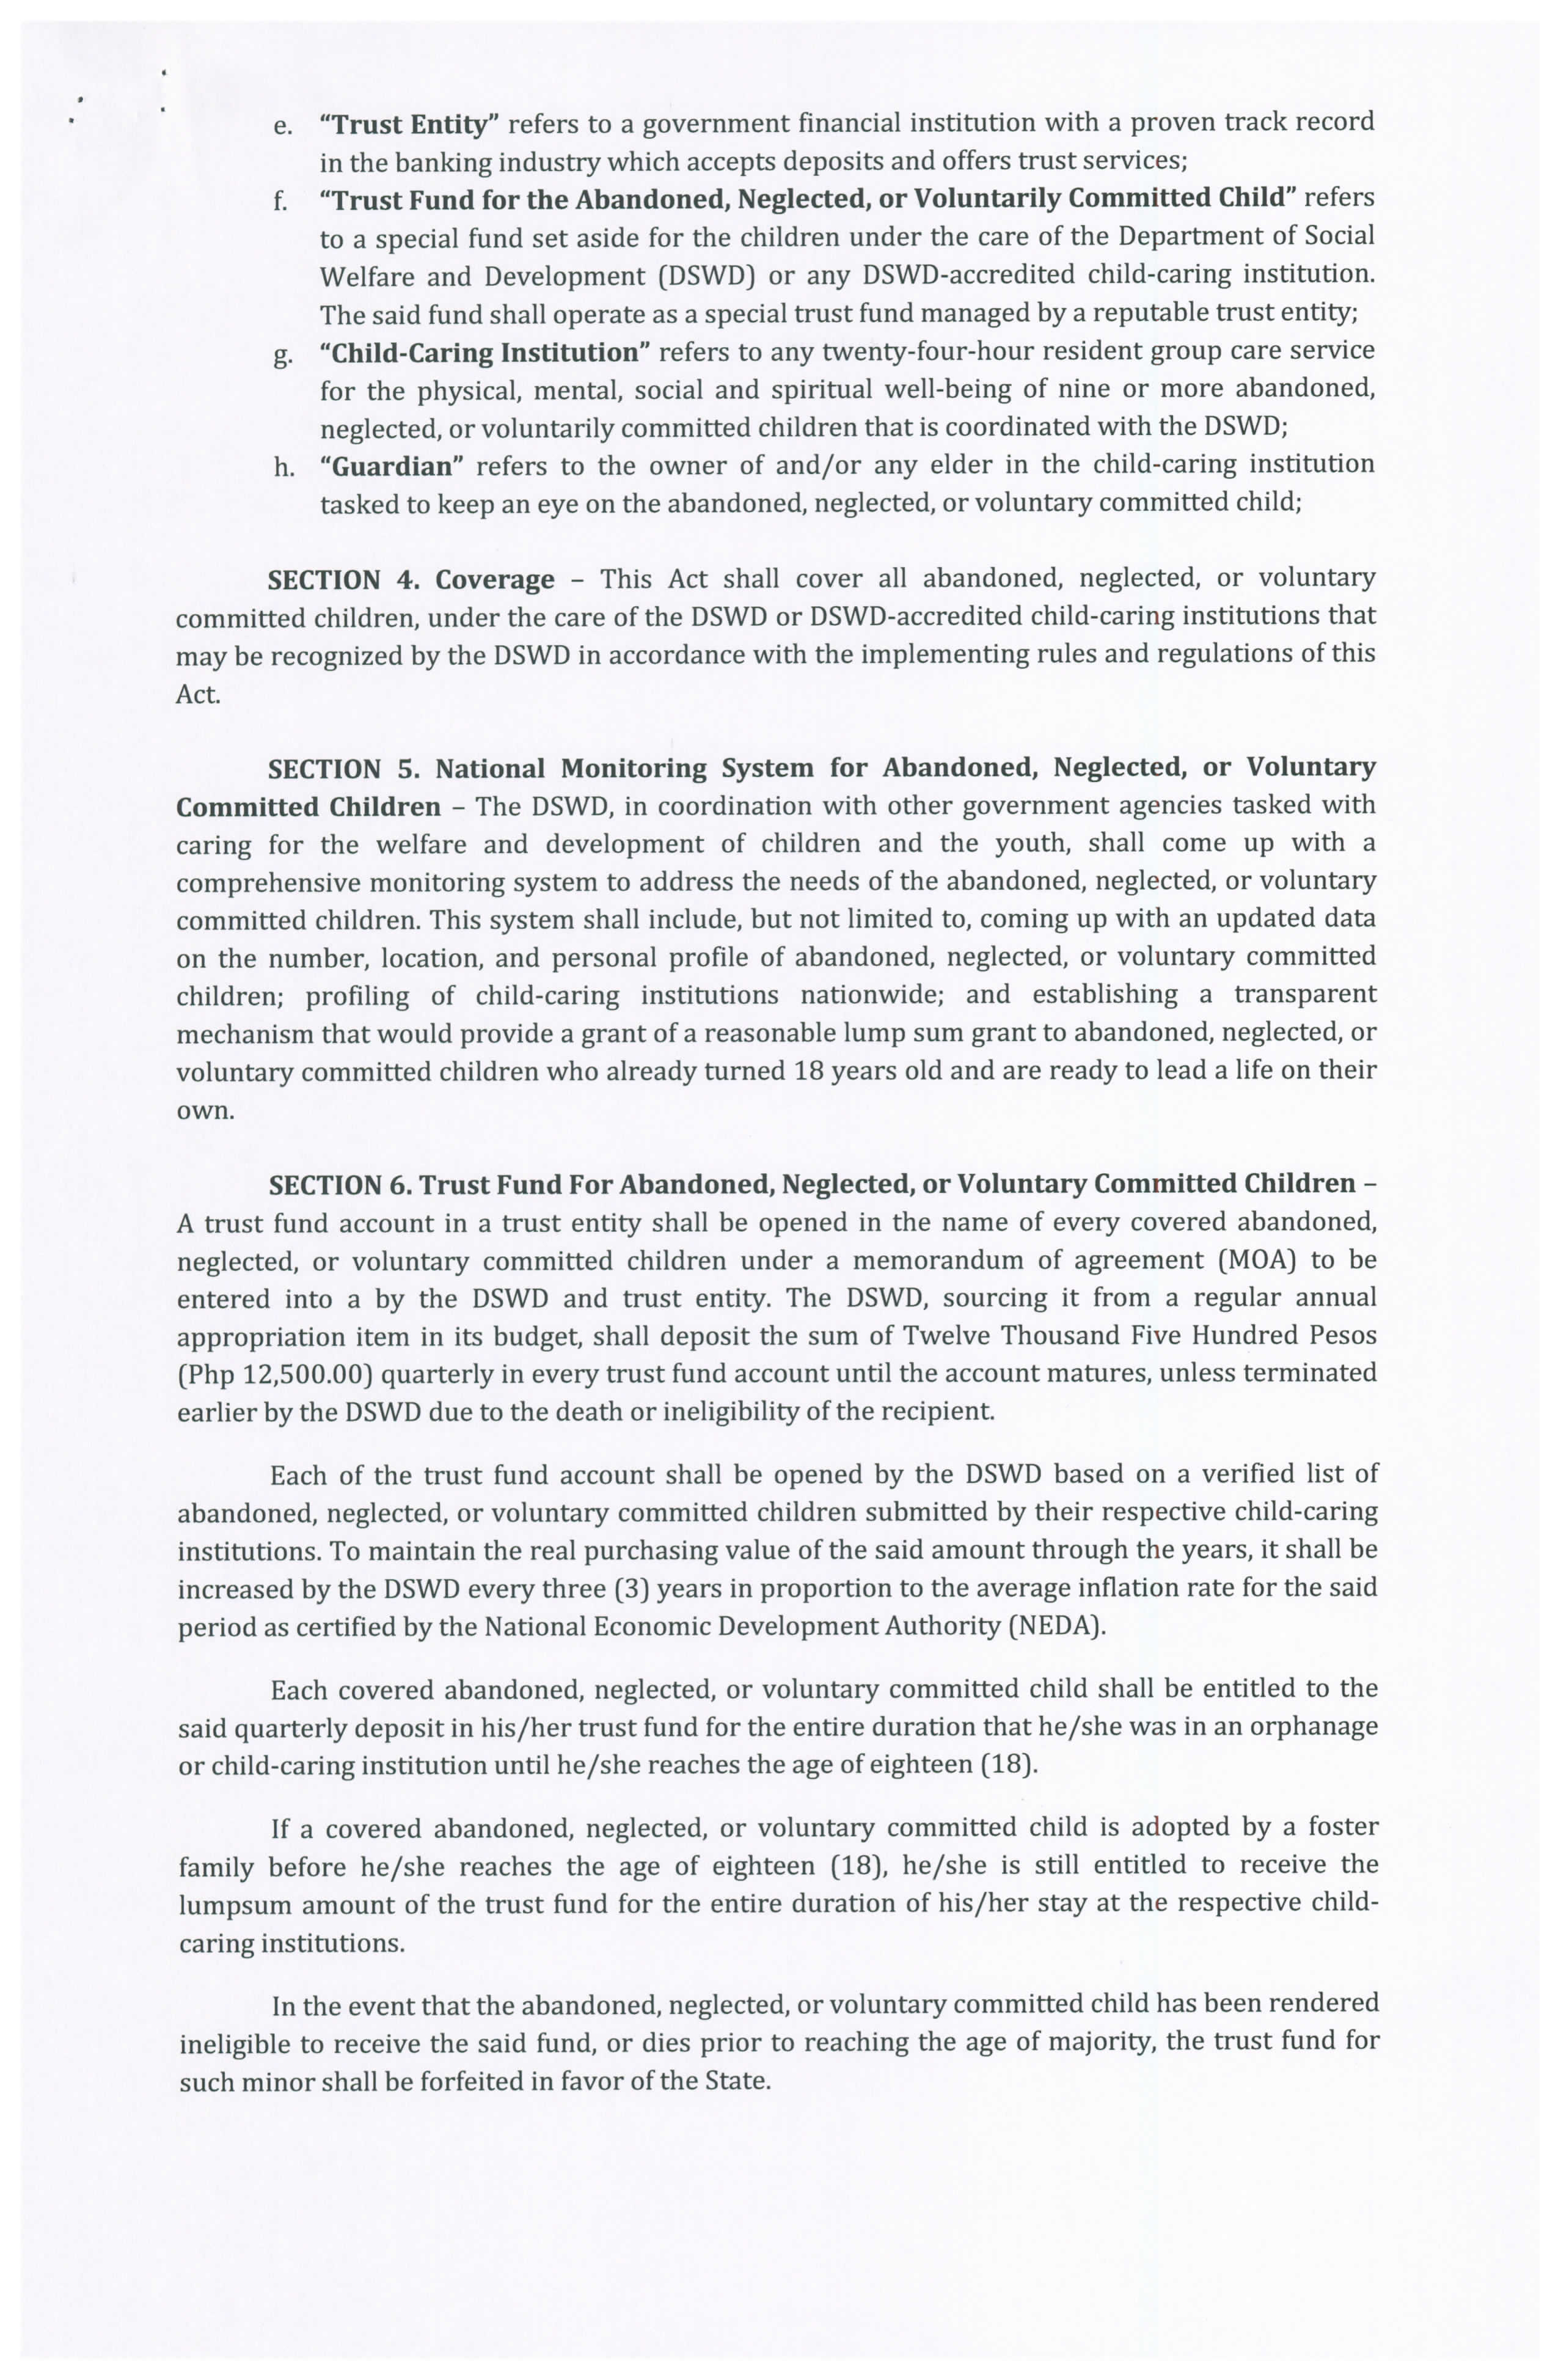 e. “Trust Entity” refers to a government financial institution with a proven track record
in the banking industry which accepts deposits and offers trust services;
f. “Trust Fund for the Abandoned, Neglected, or Voluntarily Committed Child” refers
to a special fund set aside for the children under the care of the Department of Social
Welfare and Development (DSWD) or any DSWD-accredited child-caring institution.
The said fund shall operate as a special trust fund managed by a reputable trust entity;
g. “Child-Caring Institution” refers to any twenty-four-hour resident group care service
for the physical, mental, social and spiritual well-being of nine or more abandoned,
neglected, or voluntarily committed children that is coordinated with the DSWD;
h. “Guardian” refers to the owner of and/or any elder in the child-caring institution
tasked to keep an eye on the abandoned, neglected, or voluntary committed child;
SECTION 4. Coverage – This Act shall cover all abandoned, neglected, or voluntary
committed children, under the care of the DSWD or DSWD-accredited child-caring institutions that
may be recognized by the DSWD in accordance with the implementing rules and regulations of this
Act.
SECTION 5. National Monitoring System for Abandoned, Neglected, or Voluntary
Committed Children – The DSWD, in coordination with other government agencies tasked with
caring for the welfare and development of children and the youth, shall come up with a
comprehensive monitoring system to address the needs of the abandoned, neglected, or voluntary
committed children. This system shall include, but not limited to, coming up with an updated data
on the number, location, and personal profile of abandoned, neglected, or voluntary committed
children; profiling of child-caring institutions nationwide; and establishing a transparent
mechanism that would provide a grant of a reasonable lump sum grant to abandoned, neglected, or
voluntary committed children who already turned 18 years old and are ready to lead a life on their
own.
SECTION 6. Trust Fund For Abandoned, Neglected, or Voluntary Committed Children –
A trust fund account in a trust entity shall be opened in the name of every covered abandoned,
neglected, or voluntary committed children under a memorandum of agreement (MOA) to be
entered into a by the DSWD and trust entity. The DSWD, sourcing it from a regular annual
appropriation item in its budget, shall deposit the sum of Twelve Thousand Five Hundred Pesos
(Php 12,500.00) quarterly in every trust fund account until the account matures, unless terminated
earlier by the DSWD due to the death or ineligibility of the recipient.
Each of the trust fund account shall be opened by the DSWD based on a verified list of
abandoned, neglected, or voluntary committed children submitted by their respective child-caring
institutions. To maintain the real purchasing value of the said amount through the years, it shall be
increased by the DSWD every three (3) years in proportion to the average inflation rate for the said
period as certified by the National Economic Development Authority (NEDA).
Each covered abandoned, neglected, or voluntary committed child shall be entitled to the
said quarterly deposit in his/her trust fund for the entire duration that he/she was in an orphanage
or child-caring institution until he/she reaches the age of eighteen (18).
If a covered abandoned, neglected, or voluntary committed child is adopted by a foster
family before he/she reaches the age of eighteen (18), he/she is still entitled to receive the
lumpsum amount of the trust fund for the entire duration of his/her stay at the respective child-
caring institutions.
In the event that the abandoned, neglected, or voluntary committed child has been rendered
ineligible to receive the said fund, or dies prior to reaching the age of majority, the trust fund for
such minor shall be forfeited in favor of the State.